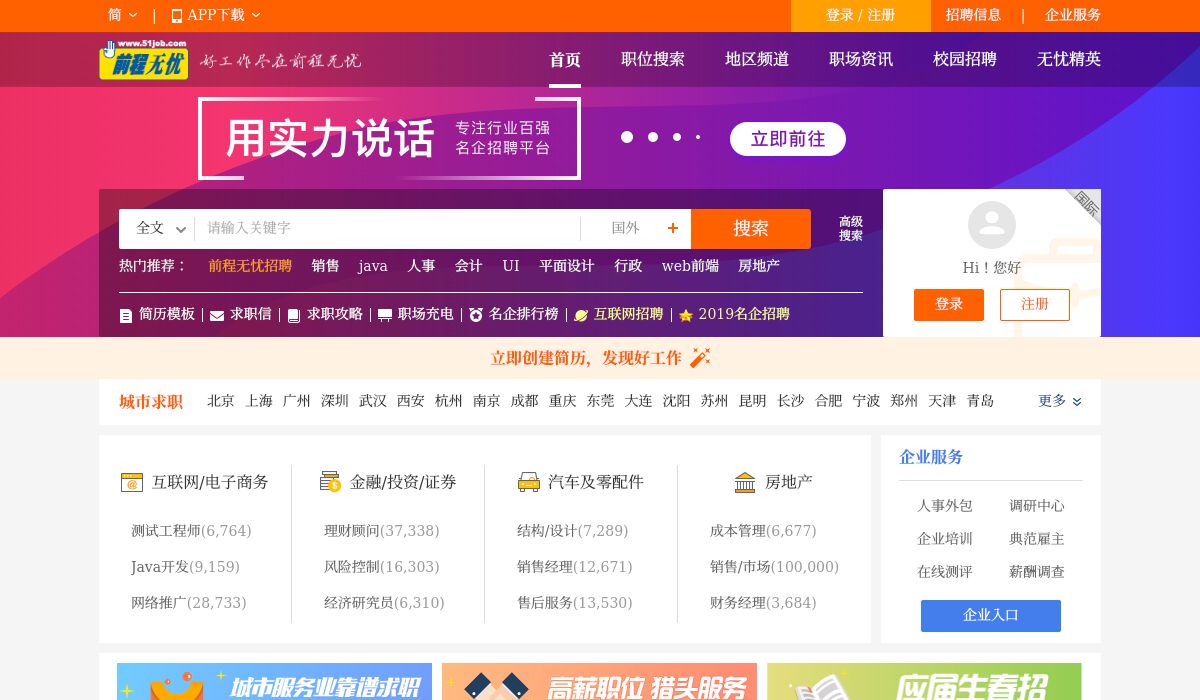 简 | APP下载 登录 / 注册 招聘信息 | 企业服务
www.51job.com
前程无忧 好工作尽在前程无忧 首页 职位搜索 地区频道 职场资讯 校园招聘 无忧精英
用实力说话 专注行业百强 名企招聘平台 立即前往
全文 请输入关键字 国外 + 搜索 高级搜索
国际
热门推荐： 前程无忧招聘 销售 java 人事 会计 UI 平面设计 行政 web前端 房地产
Hi！您好
登录 注册
简历模板 | 求职信 | 求职攻略 | 职场充电 | 名企排行榜 | 互联网招聘 | 2019名企招聘
立即创建简历，发现好工作
城市求职 北京 上海 广州 深圳 武汉 西安 杭州 南京 成都 重庆 东莞 大连 沈阳 苏州 昆明 长沙 合肥 宁波 郑州 天津 青岛 更多
互联网/电子商务
测试工程师(6,764)
Java开发(9,159)
网络推广(28,733)
金融/投资/证券
理财顾问(37,338)
风险控制(16,303)
经济研究员(6,310)
汽车及零配件
结构/设计(7,289)
销售经理(12,671)
售后服务(13,530)
房地产
成本管理(6,677)
销售/市场(100,000)
财务经理(3,684)
企业服务
人事外包 调研中心
企业培训 典范雇主
在线测评 薪酬调查
企业入口
城市服务业靠谱求职 高薪职位 猎头服务 应届生春招